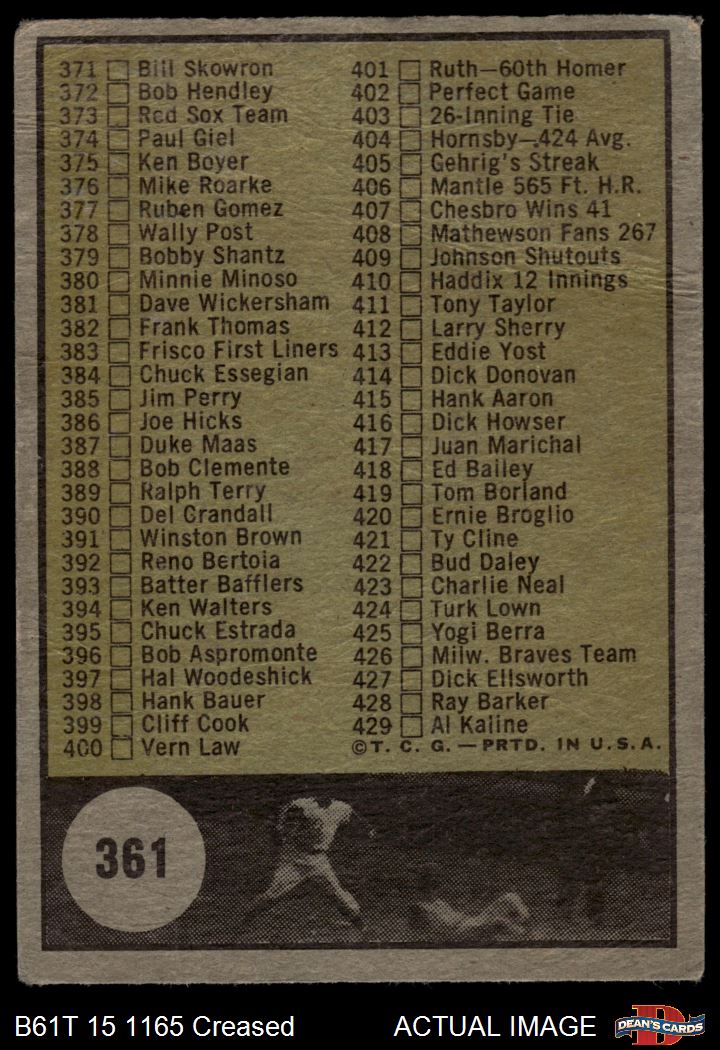 371 Bill Skowron
372 Bob Hendley
373 Red Sox Team
374 Paul Giel
375 Ken Boyer
376 Mike Roarke
377 Ruben Gomez
378 Wally Post
379 Bobby Shantz
380 Minnie Minoso
381 Dave Wickersham
382 Frank Thomas
383 Frisco First Liners
384 Chuck Essegian
385 Jim Perry
386 Joe Hicks
387 Duke Maas
388 Bob Clemente
389 Ralph Terry
390 Del Crandall
391 Winston Brown
392 Reno Bertoia
393 Batter Bafflers
394 Ken Walters
395 Chuck Estrada
396 Bob Aspromonte
397 Hal Woodeshick
398 Hank Bauer
399 Cliff Cook
400 Vern Law
401 Ruth—60th Homer
402 Perfect Game
403 26-Inning Tie
404 Hornsby—.424 Avg.
405 Gehrig's Streak
406 Mantle 565 Ft. H.R.
407 Chesbro Wins 41
408 Mathewson Fans 267
409 Johnson Shutouts
410 Haddix 12 Innings
411 Tony Taylor
412 Larry Sherry
413 Eddie Yost
414 Dick Donovan
415 Hank Aaron
416 Dick Howser
417 Juan Marichal
418 Ed Bailey
419 Tom Borland
420 Ernie Broglio
421 Ty Cline
422 Bud Daley
423 Charlie Neal
424 Turk Lown
425 Yogi Berra
426 Milw. Braves Team
427 Dick Ellsworth
428 Ray Barker
429 Al Kaline
©T. C. G.—PRTD. IN U.S.A.
361
B61T 15 1165 Creased
ACTUAL IMAGE
D
DEAN'S CARDS